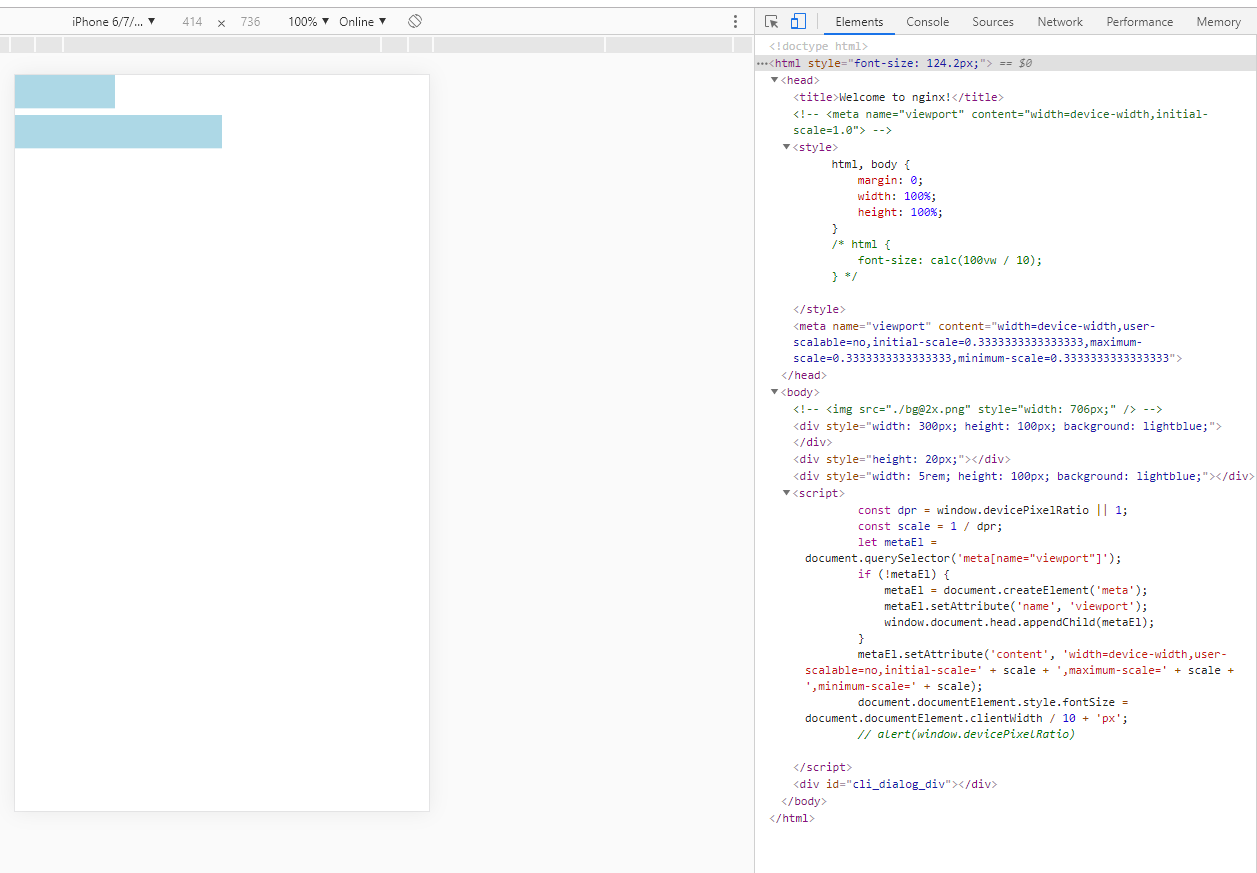 iPhone 6/7/... ▼ 414 x 736 100% ▼ Online ▼
Elements Console Sources Network Performance Memory
<!doctype html>
···<html style="font-size: 124.2px;"> == $0
▼<head>
<title>Welcome to nginx!</title>
<!-- <meta name="viewport" content="width=device-width,initial-
scale=1.0"> -->
▼<style>
html, body {
margin: 0;
width: 100%;
height: 100%;
}
/* html {
font-size: calc(100vw / 10);
} */
</style>
<meta name="viewport" content="width=device-width,user-
scalable=no,initial-scale=0.3333333333333333,maximum-
scale=0.3333333333333333,minimum-scale=0.3333333333333333">
</head>
▼<body>
<!-- <img src="./bg@2x.png" style="width: 706px;" /> -->
<div style="width: 300px; height: 100px; background: lightblue;">
</div>
<div style="height: 20px;"></div>
<div style="width: 5rem; height: 100px; background: lightblue;"></div>
▼<script>
const dpr = window.devicePixelRatio || 1;
const scale = 1 / dpr;
let metaEl =
document.querySelector('meta[name="viewport"]');
if (!metaEl) {
metaEl = document.createElement('meta');
metaEl.setAttribute('name', 'viewport');
window.document.head.appendChild(metaEl);
}
metaEl.setAttribute('content', 'width=device-width,user-
scalable=no,initial-scale=' + scale + ',maximum-scale=' + scale +
',minimum-scale=' + scale);
document.documentElement.style.fontSize =
document.documentElement.clientWidth / 10 + 'px';
// alert(window.devicePixelRatio)
</script>
<div id="cli_dialog_div"></div>
</body>
</html>